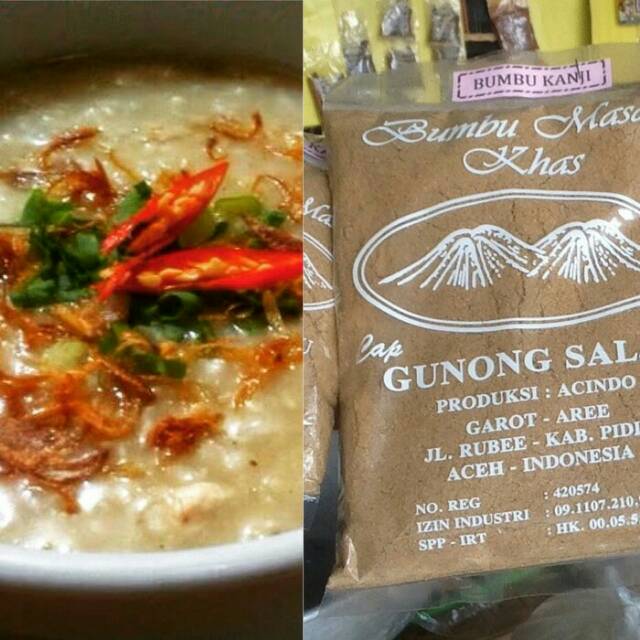 BUMBU KANJI
Bumbu Masa
Khas
Cap
GUNONG SALA
PRODUKSI : ACINDO
GAROT - AREE
JL. RUBEE - KAB. PIDI
ACEH - INDONESIA
NO. REG : 420574
IZIN INDUSTRI : 09.1107.210.
SPP - IRT : HK. 00.05.5